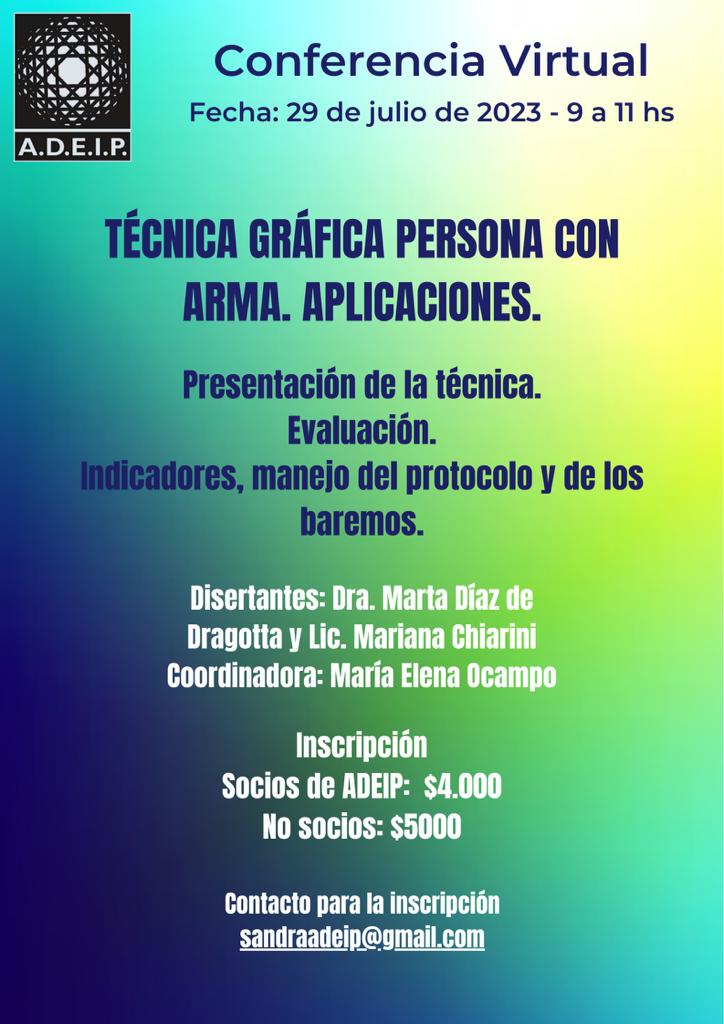 A.D.E.I.P.
Conferencia Virtual
Fecha: 29 de julio de 2023 - 9 a 11 hs
TÉCNICA GRÁFICA PERSONA CON
ARMA. APLICACIONES.
Presentación de la técnica.
Evaluación.
Indicadores, manejo del protocolo y de los
baremos.
Disertantes: Dra. Marta Díaz de
Dragotta y Lic. Mariana Chiarini
Coordinadora: María Elena Ocampo
Inscripción
Socios de ADEIP: $4.000
No socios: $5000
Contacto para la inscripción
sandraadeip@gmail.com